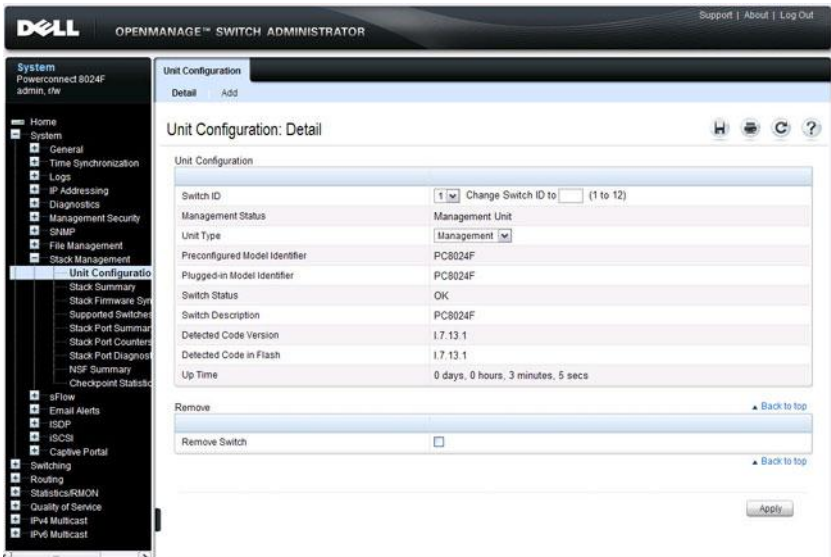 Support | About | Log Out
DELL
OPENMANAGE™ SWITCH ADMINISTRATOR
System
Powerconnect 8024F
admin, r/w
Home
System
General
Time Synchronization
Logs
IP Addressing
Diagnostics
Management Security
SNMP
File Management
Stack Management
Unit Configuratio
Stack Summary
Stack Firmware Syn
Supported Switches
Stack Port Summar
Stack Port Counters
Stack Port Diagnost
NSF Summary
Checkpoint Statistic
sFlow
Email Alerts
ISDP
iSCSI
Captive Portal
Switching
Routing
Statistics/RMON
Quality of Service
IPv4 Multicast
IPv6 Multicast
Unit Configuration
Detail Add
Unit Configuration: Detail
Unit Configuration
Switch ID 1 Change Switch ID to (1 to 12)
Management Status Management Unit
Unit Type Management
Preconfigured Model Identifier PC8024F
Plugged-in Model Identifier PC8024F
Switch Status OK
Switch Description PC8024F
Detected Code Version I.7.13.1
Detected Code in Flash I.7.13.1
Up Time 0 days, 0 hours, 3 minutes, 5 secs
Remove Back to top
Remove Switch
Back to top
Apply